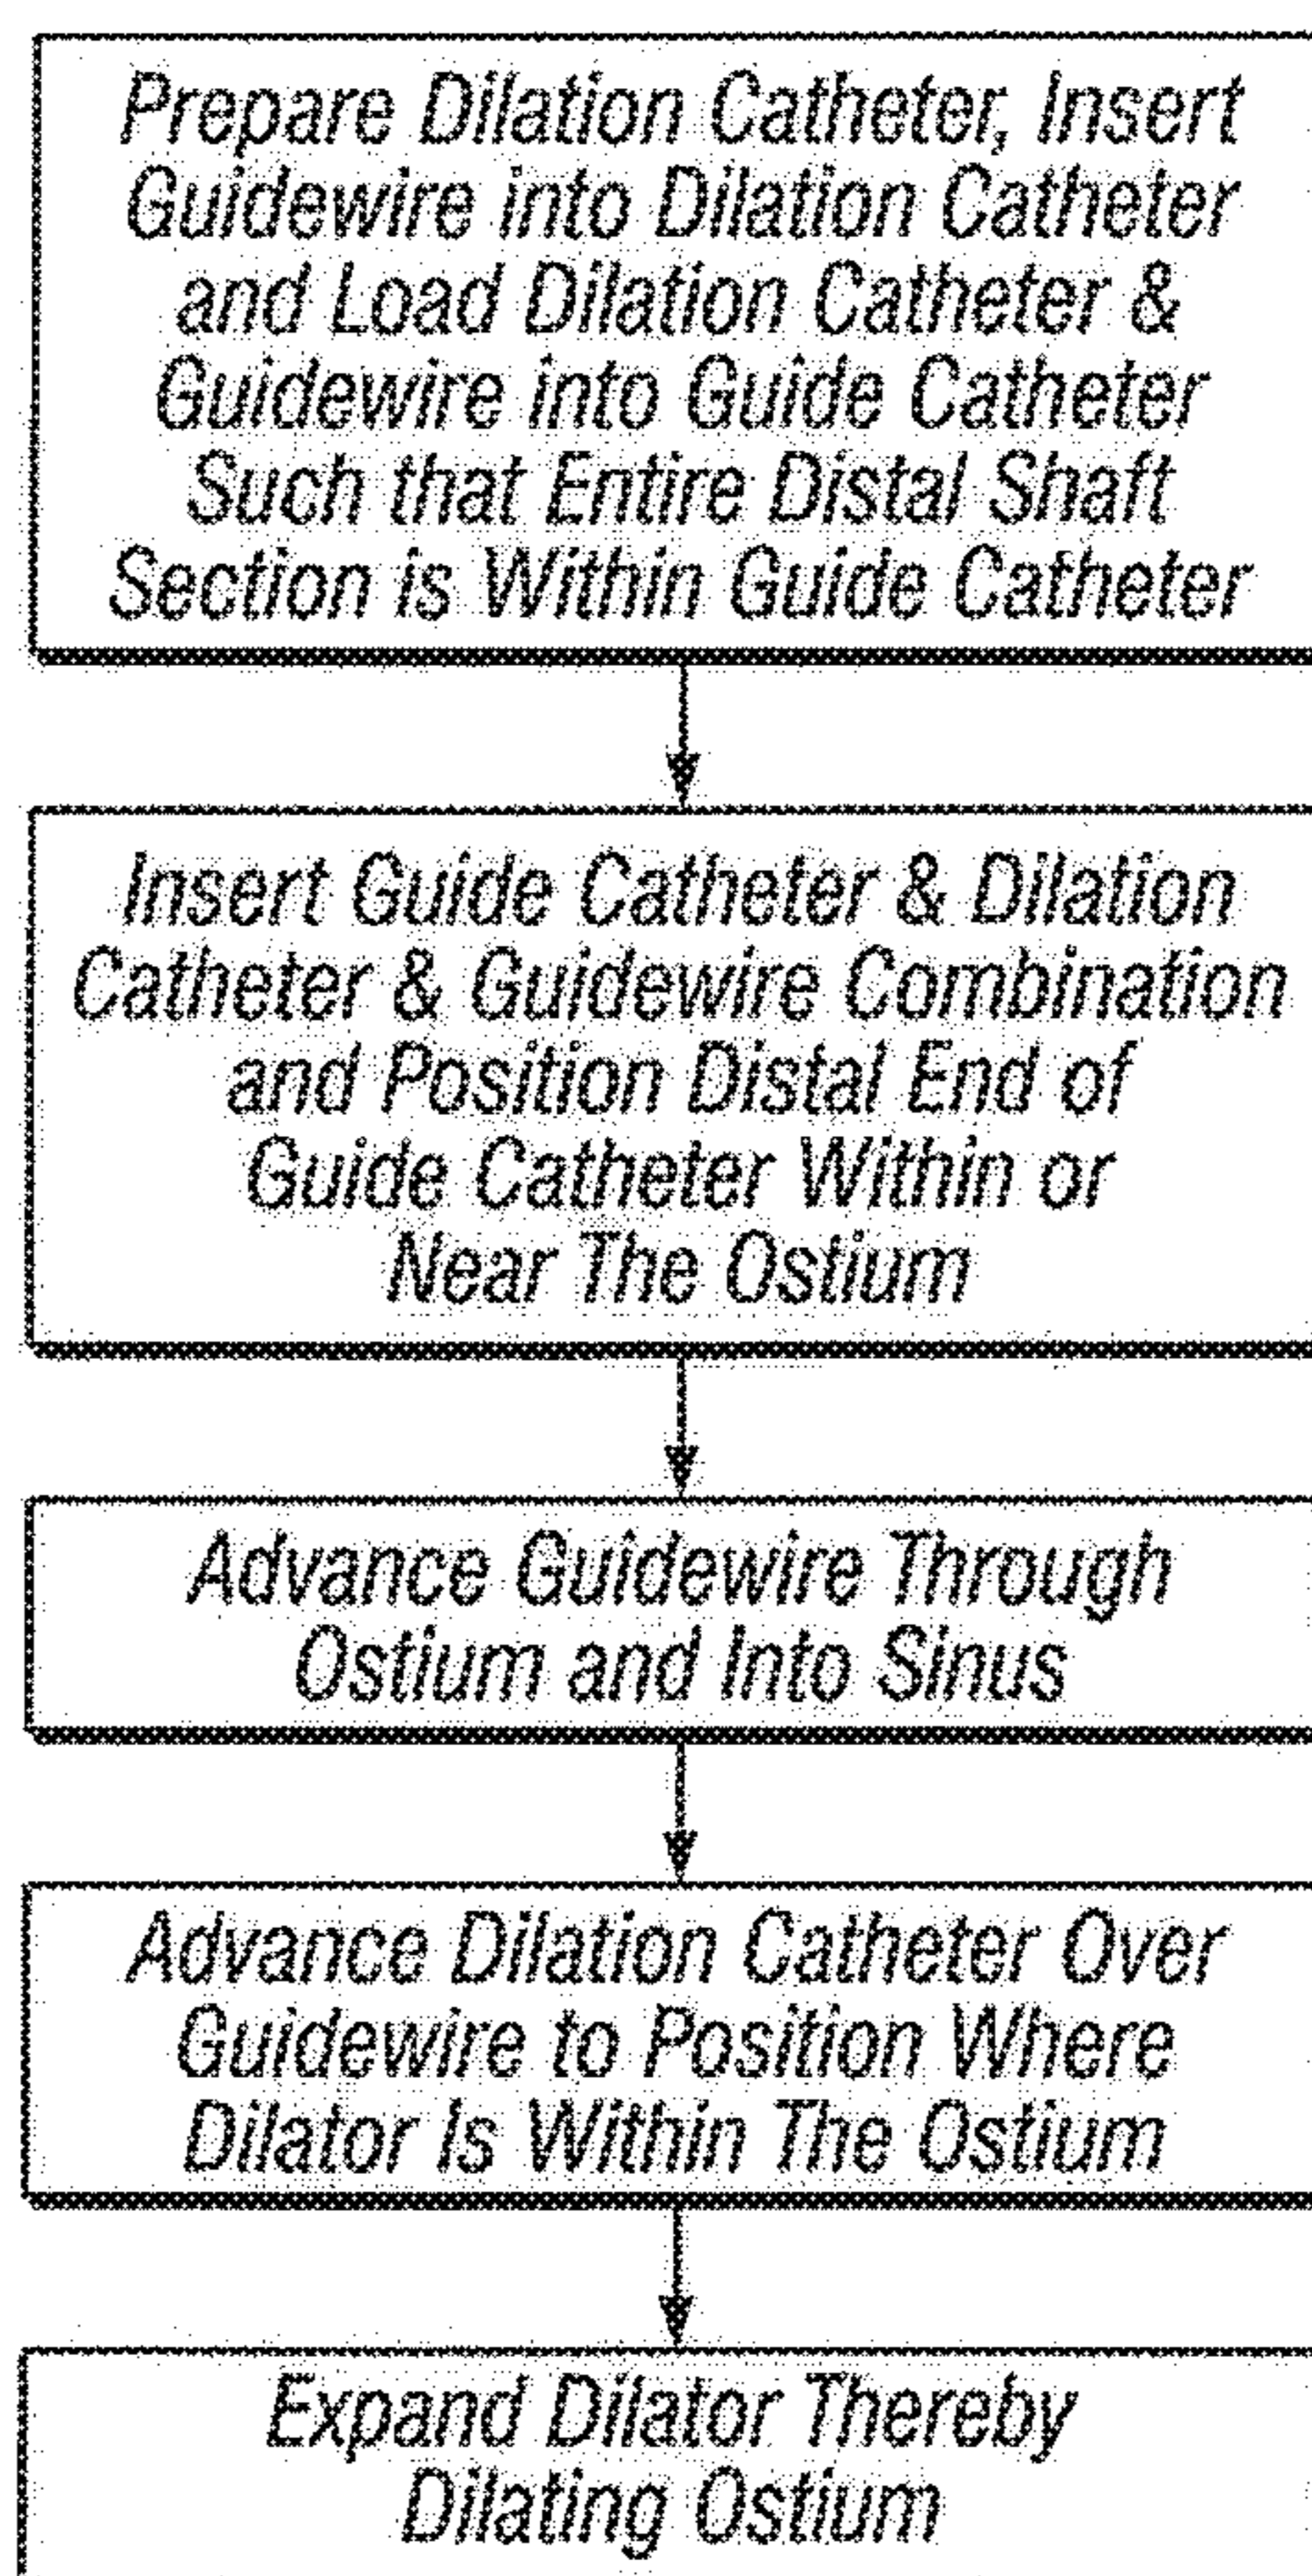 Prepare Dilation Catheter, Insert
Guidewire into Dilation Catheter
and Load Dilation Catheter &
Guidewire into Guide Catheter
Such that Entire Distal Shaft
Section is Within Guide Catheter
Insert Guide Catheter & Dilation
Catheter & Guidewire Combination
and Position Distal End of
Guide Catheter Within or
Near The Ostium
Advance Guidewire Through
Ostium and Into Sinus
Advance Dilation Catheter Over
Guidewire to Position Where
Dilator Is Within The Ostium
Expand Dilator Thereby
Dilating Ostium